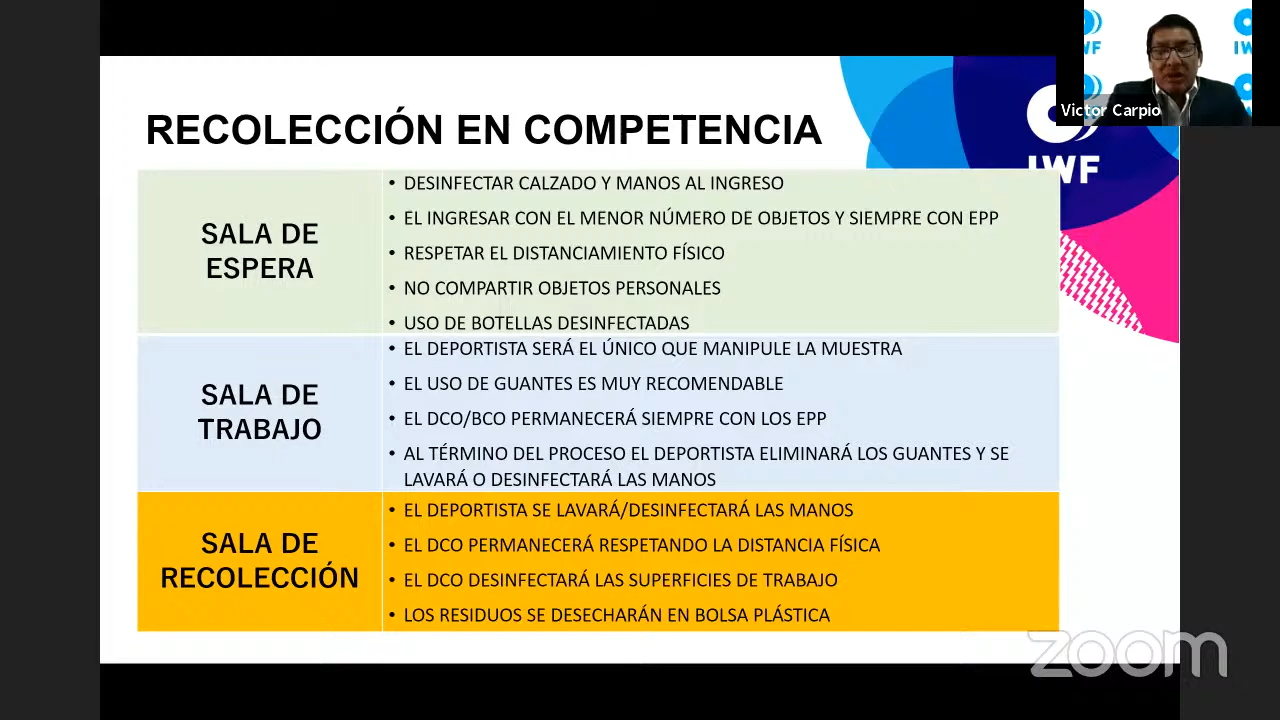 IWF
IWF
Victor Carpio
IWF
RECOLECCIÓN EN COMPETENCIA
SALA DE
ESPERA
• DESINFECTAR CALZADO Y MANOS AL INGRESO
• EL INGRESAR CON EL MENOR NÚMERO DE OBJETOS Y SIEMPRE CON EPP
• RESPETAR EL DISTANCIAMIENTO FÍSICO
• NO COMPARTIR OBJETOS PERSONALES
• USO DE BOTELLAS DESINFECTADAS
SALA DE
TRABAJO
• EL DEPORTISTA SERÁ EL ÚNICO QUE MANIPULE LA MUESTRA
• EL USO DE GUANTES ES MUY RECOMENDABLE
• EL DCO/BCO PERMANECERÁ SIEMPRE CON LOS EPP
• AL TÉRMINO DEL PROCESO EL DEPORTISTA ELIMINARÁ LOS GUANTES Y SE
LAVARÁ O DESINFECTARÁ LAS MANOS
SALA DE
RECOLECCIÓN
• EL DEPORTISTA SE LAVARÁ/DESINFECTARÁ LAS MANOS
• EL DCO PERMANECERÁ RESPETANDO LA DISTANCIA FÍSICA
• EL DCO DESINFECTARÁ LAS SUPERFICIES DE TRABAJO
• LOS RESIDUOS SE DESECHARÁN EN BOLSA PLÁSTICA
zoom